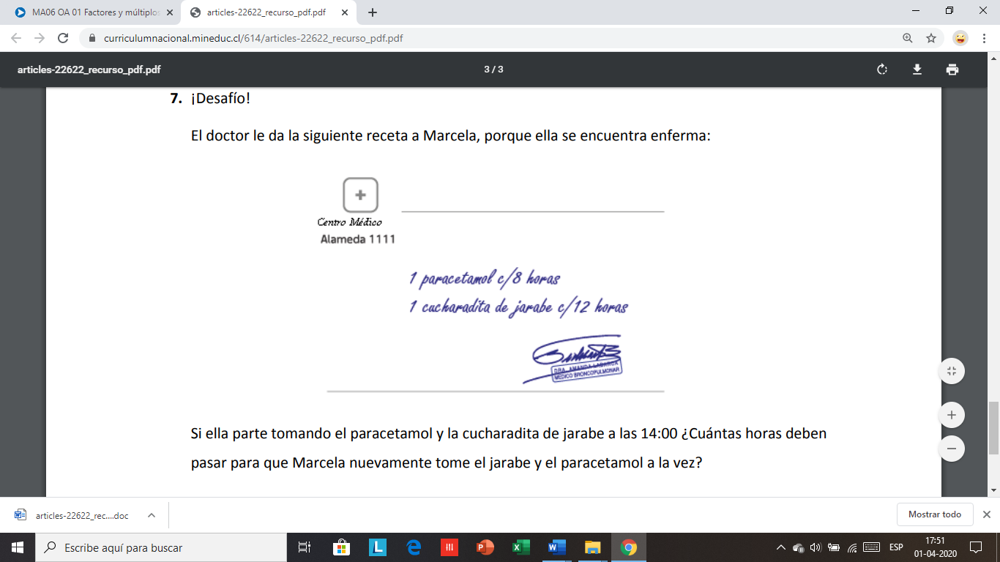 MA06 OA 01 Factores y múltiplos
articles-22622_recurso_pdf.pdf
curriculumnacional.mineduc.cl/614/articles-22622_recurso_pdf.pdf
articles-22622_recurso_pdf.pdf
3 / 3
7. ¡Desafío!
El doctor le da la siguiente receta a Marcela, porque ella se encuentra enferma:
Centro Médico
Alameda 1111
1 paracetamol c/8 horas
1 cucharadita de jarabe c/12 horas
DRA. AMANDA
MÉDICO BRONCOPULMONAR
Si ella parte tomando el paracetamol y la cucharadita de jarabe a las 14:00 ¿Cuántas horas deben
pasar para que Marcela nuevamente tome el jarabe y el paracetamol a la vez?
articles-22622_rec....doc
Mostrar todo
Escribe aquí para buscar
ESP
17:51
01-04-2020